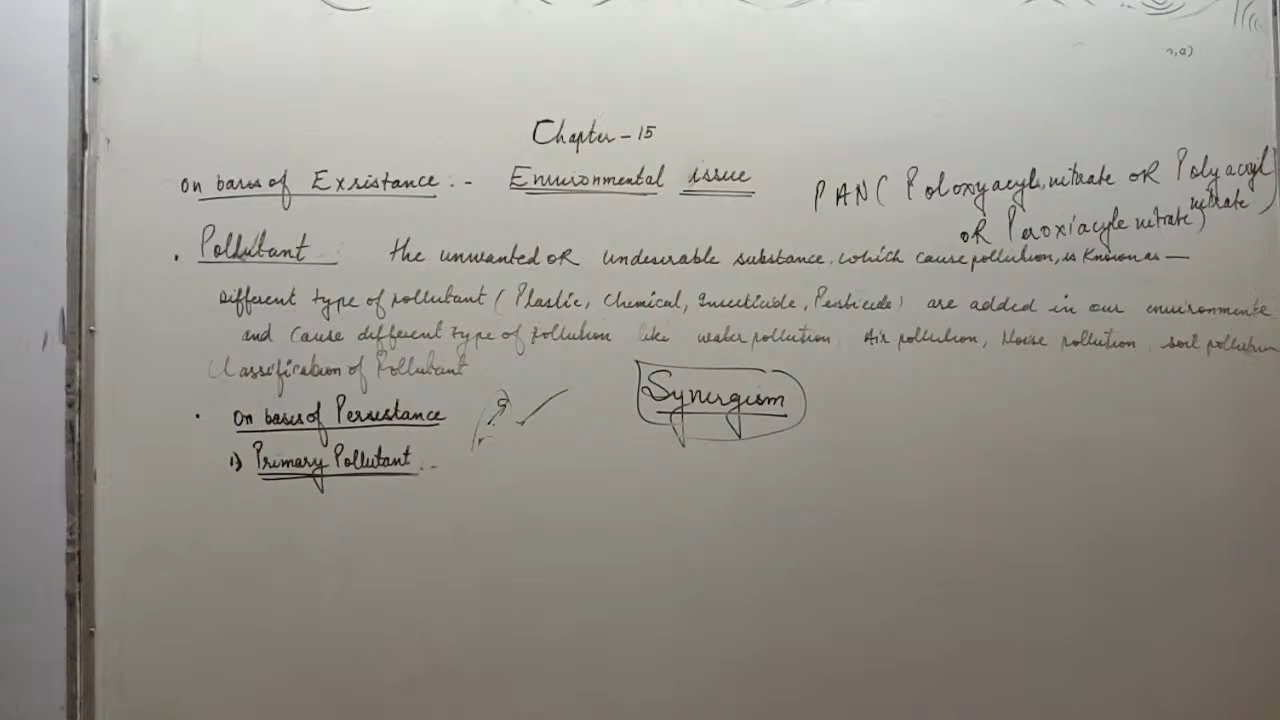 n,a)
Chapter - 15
on bases of Exsistance :- Environmental issue
PAN ( Poloxyacyle nitrate OR Polyacryl nitrate )
OR Peroxiacyle nitrate )
. Pollutant : the unwanted OR undesirable substance, which cause pollution, is known as —
Different type of pollutant ( Plastic, Chemical, Insecticide, Pesticide ) are added in our environmente
and cause different type of pollution like water pollution, Air pollution, Noise pollution, soil pollution
Classification of Pollutant
. On bases of Persistance
Synergism
1) Primary Pollutant :-